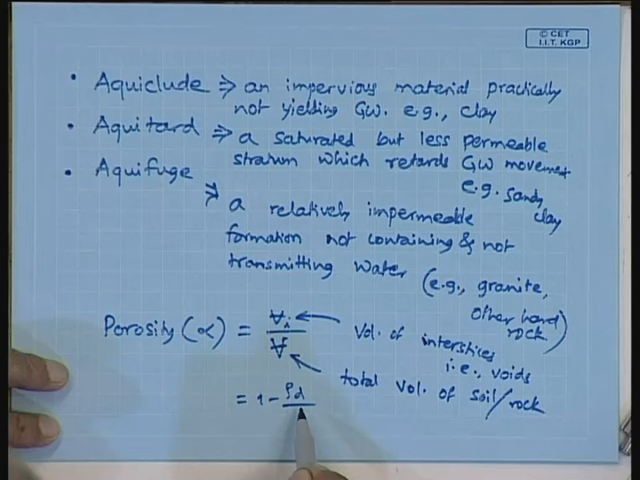 © CET
I.I.T. KGP
• Aquiclude ⇒ an impervious material practically
not yielding GW. e.g., clay
• Aquitard ⇒ a saturated but less permeable
stratum which retards GW movement
e.g. sandy clay
• Aquifuge ⇒
a relatively impermeable
formation not containing & not
transmitting water (e.g., granite,
other hard rock)
Porosity (α) = V̶i / V̶
Vol. of interstices
i.e., voids
total vol. of soil/rock
= 1 - ρd